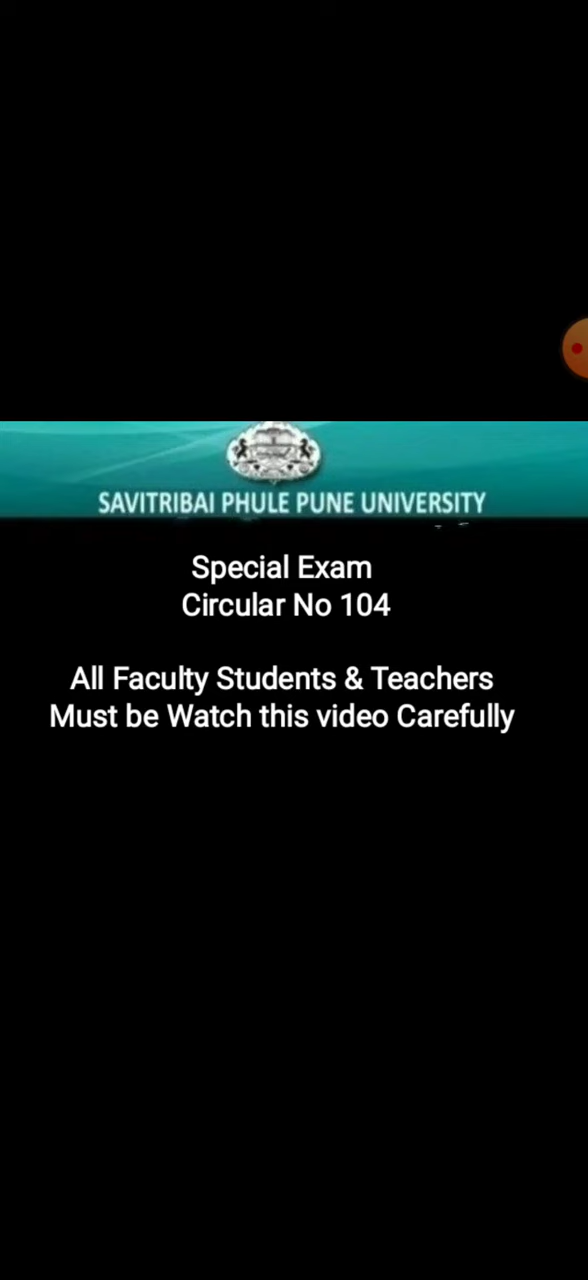 SAVITRIBAI PHULE PUNE UNIVERSITY
Special Exam
Circular No 104
All Faculty Students & Teachers
Must be Watch this video Carefully